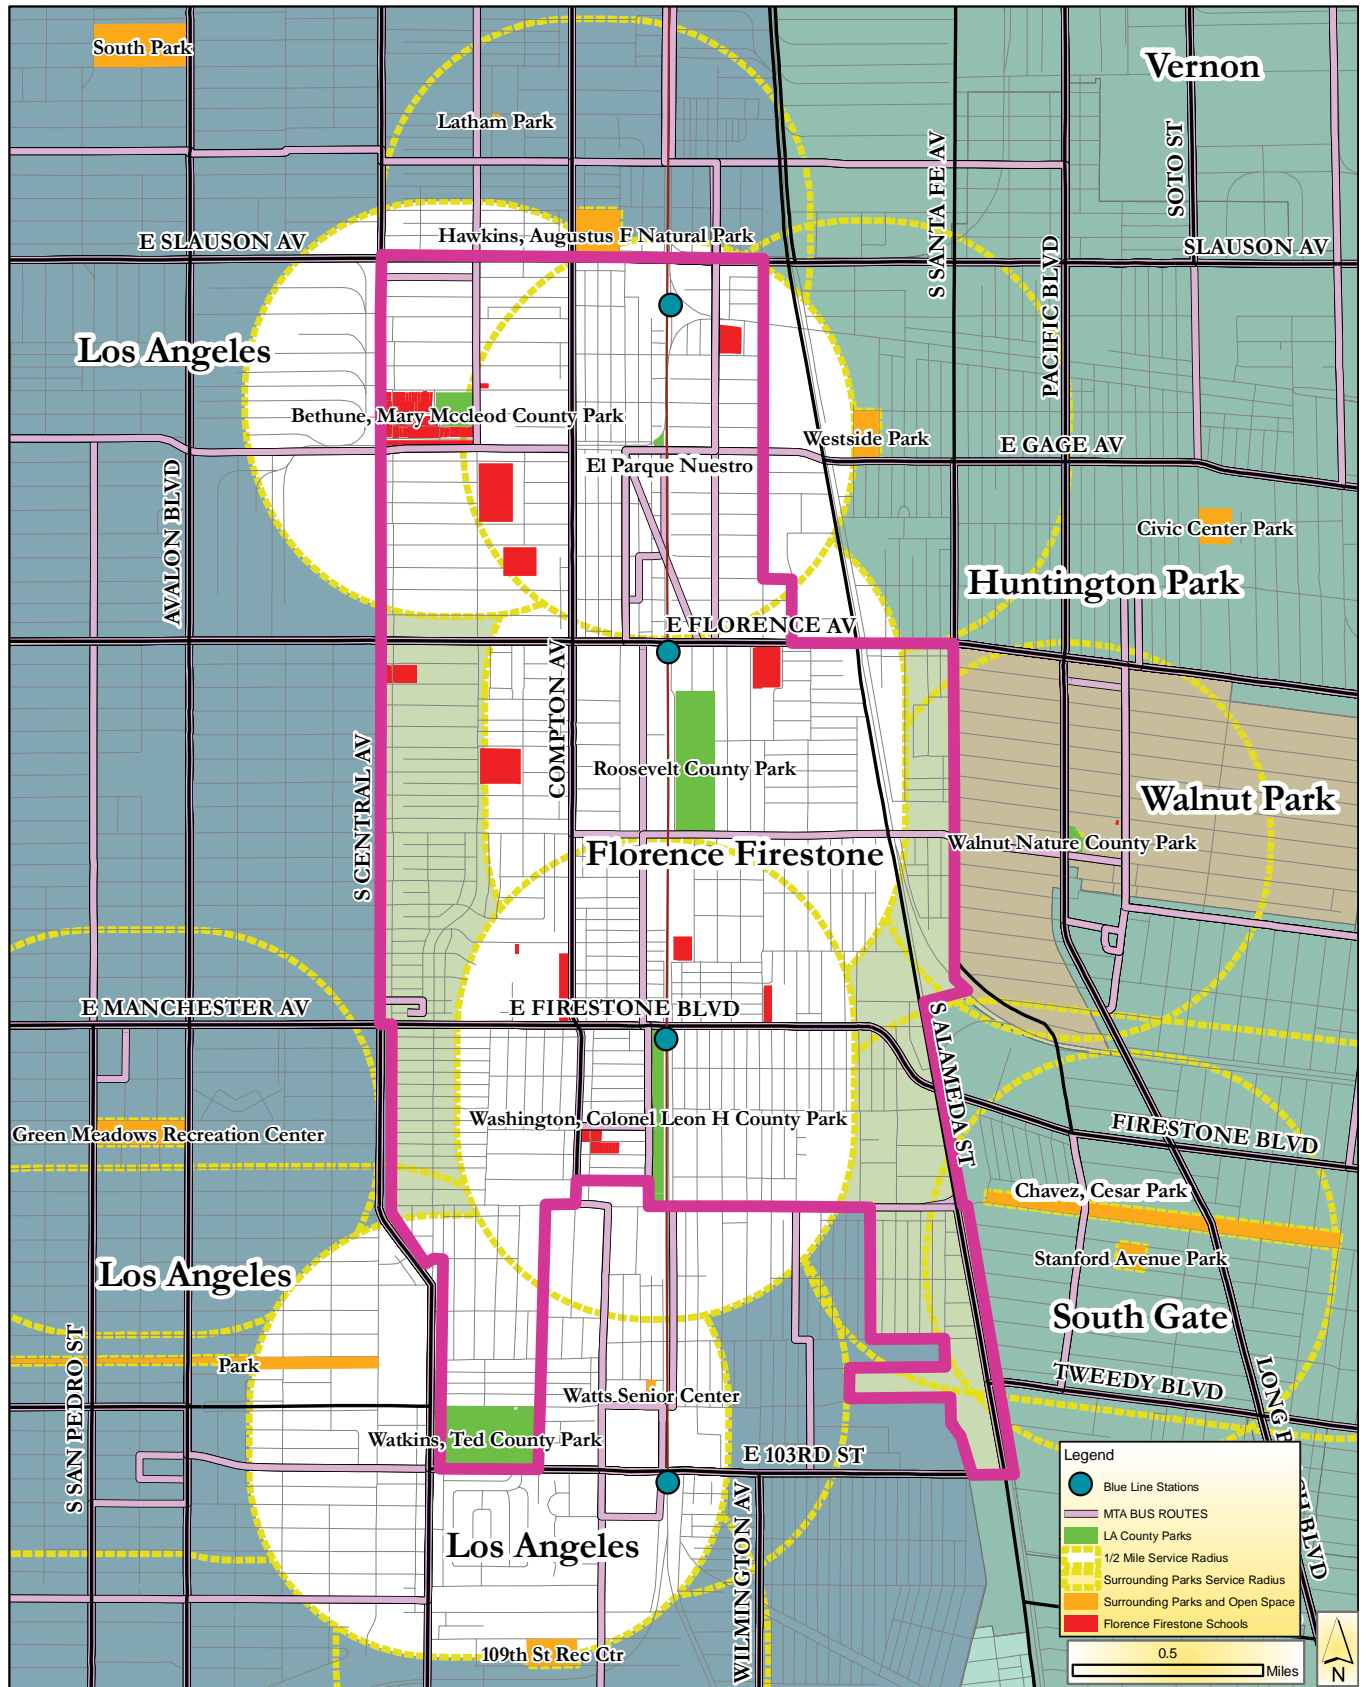 South Park
Vernon
Latham Park
SOTO ST
S SANTA FE AV
E SLAUSON AV
Hawkins, Augustus F Natural Park
SLAUSON AV
PACIFIC BLVD
Los Angeles
Bethune, Mary Mccleod County Park
Westside Park
E GAGE AV
El Parque Nuestro
AVALON BLVD
Civic Center Park
Huntington Park
E FLORENCE AV
COMPTON AV
S CENTRAL AV
Roosevelt County Park
Walnut Park
Florence Firestone
Walnut Nature County Park
E MANCHESTER AV
E FIRESTONE BLVD
S ALAMEDA ST
Green Meadows Recreation Center
Washington, Colonel Leon H County Park
FIRESTONE BLVD
Chavez, Cesar Park
Stanford Avenue Park
Los Angeles
South Gate
S SAN PEDRO ST
Park
TWEEDY BLVD
Watts Senior Center
Watkins, Ted County Park
E 103RD ST
WILMINGTON AV
Los Angeles
109th St Rec Ctr
LONG B
H BLVD
Legend
Blue Line Stations
MTA BUS ROUTES
LA County Parks
1/2 Mile Service Radius
Surrounding Parks Service Radius
Surrounding Parks and Open Space
Florence Firestone Schools
0.5
Miles
N